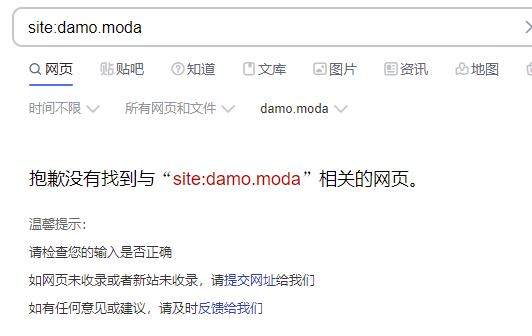 site:damo.moda
网页 贴吧 知道 文库 图片 资讯 地图
时间不限 所有网页和文件 damo.moda
抱歉没有找到与“site:damo.moda”相关的网页。
温馨提示：
请检查您的输入是否正确
如网页未收录或者新站未收录，请提交网址给我们
如有任何意见或建议，请及时反馈给我们